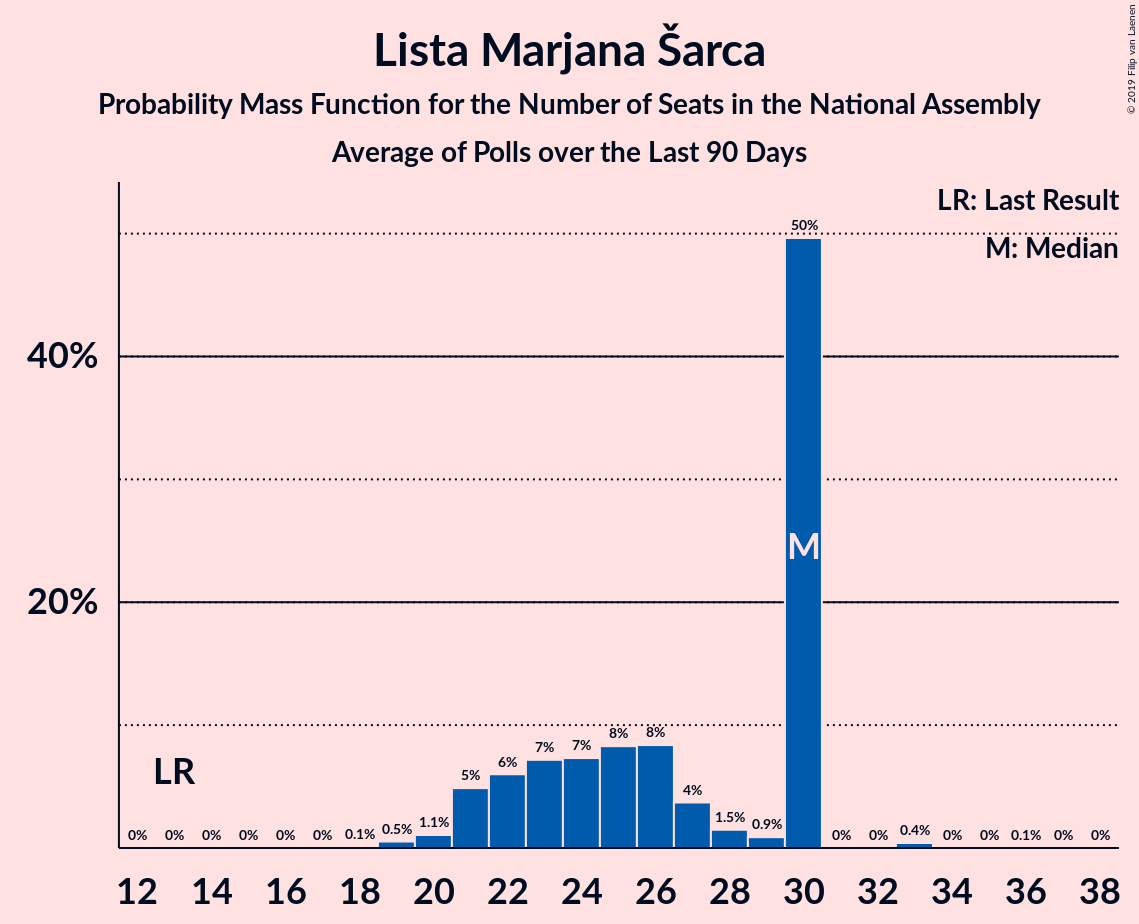 Lista Marjana Šarca
Probability Mass Function for the Number of Seats in the National Assembly
Average of Polls over the Last 90 Days
© 2019 Filip van Laenen
LR: Last Result
M: Median
50%
40%
M
20%
LR
0% 0% 0% 0% 0% 0% 0.1% 0.5% 1.1% 5% 6% 7% 7% 8% 8% 4% 1.5% 0.9% 0% 0% 0.4% 0% 0% 0.1% 0% 0%
12 14 16 18 20 22 24 26 28 30 32 34 36 38